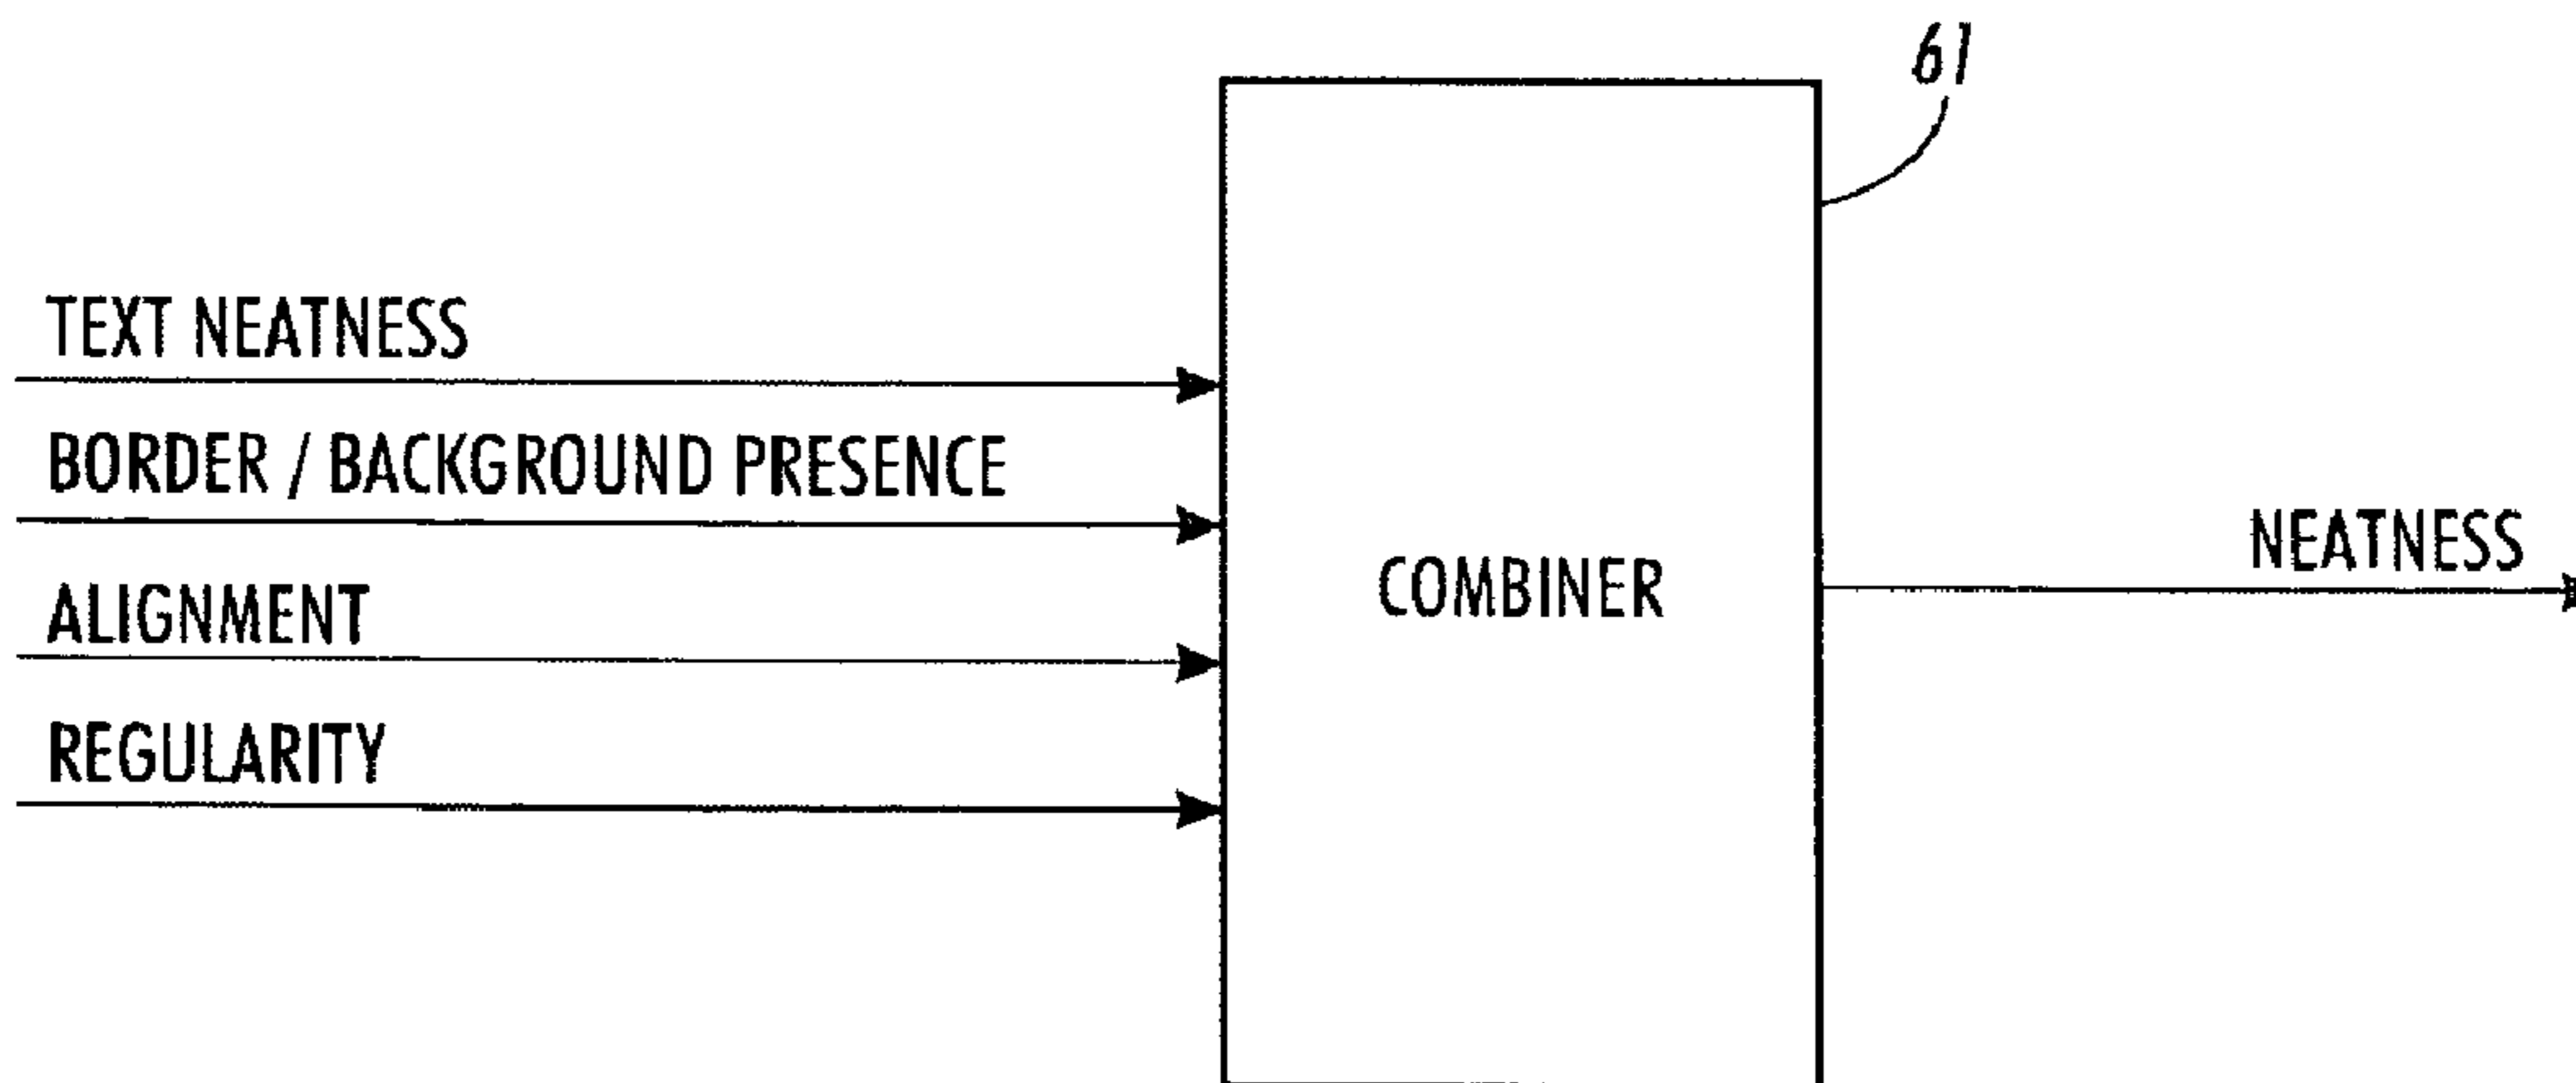 61
TEXT NEATNESS
BORDER / BACKGROUND PRESENCE
ALIGNMENT
REGULARITY
COMBINER
NEATNESS